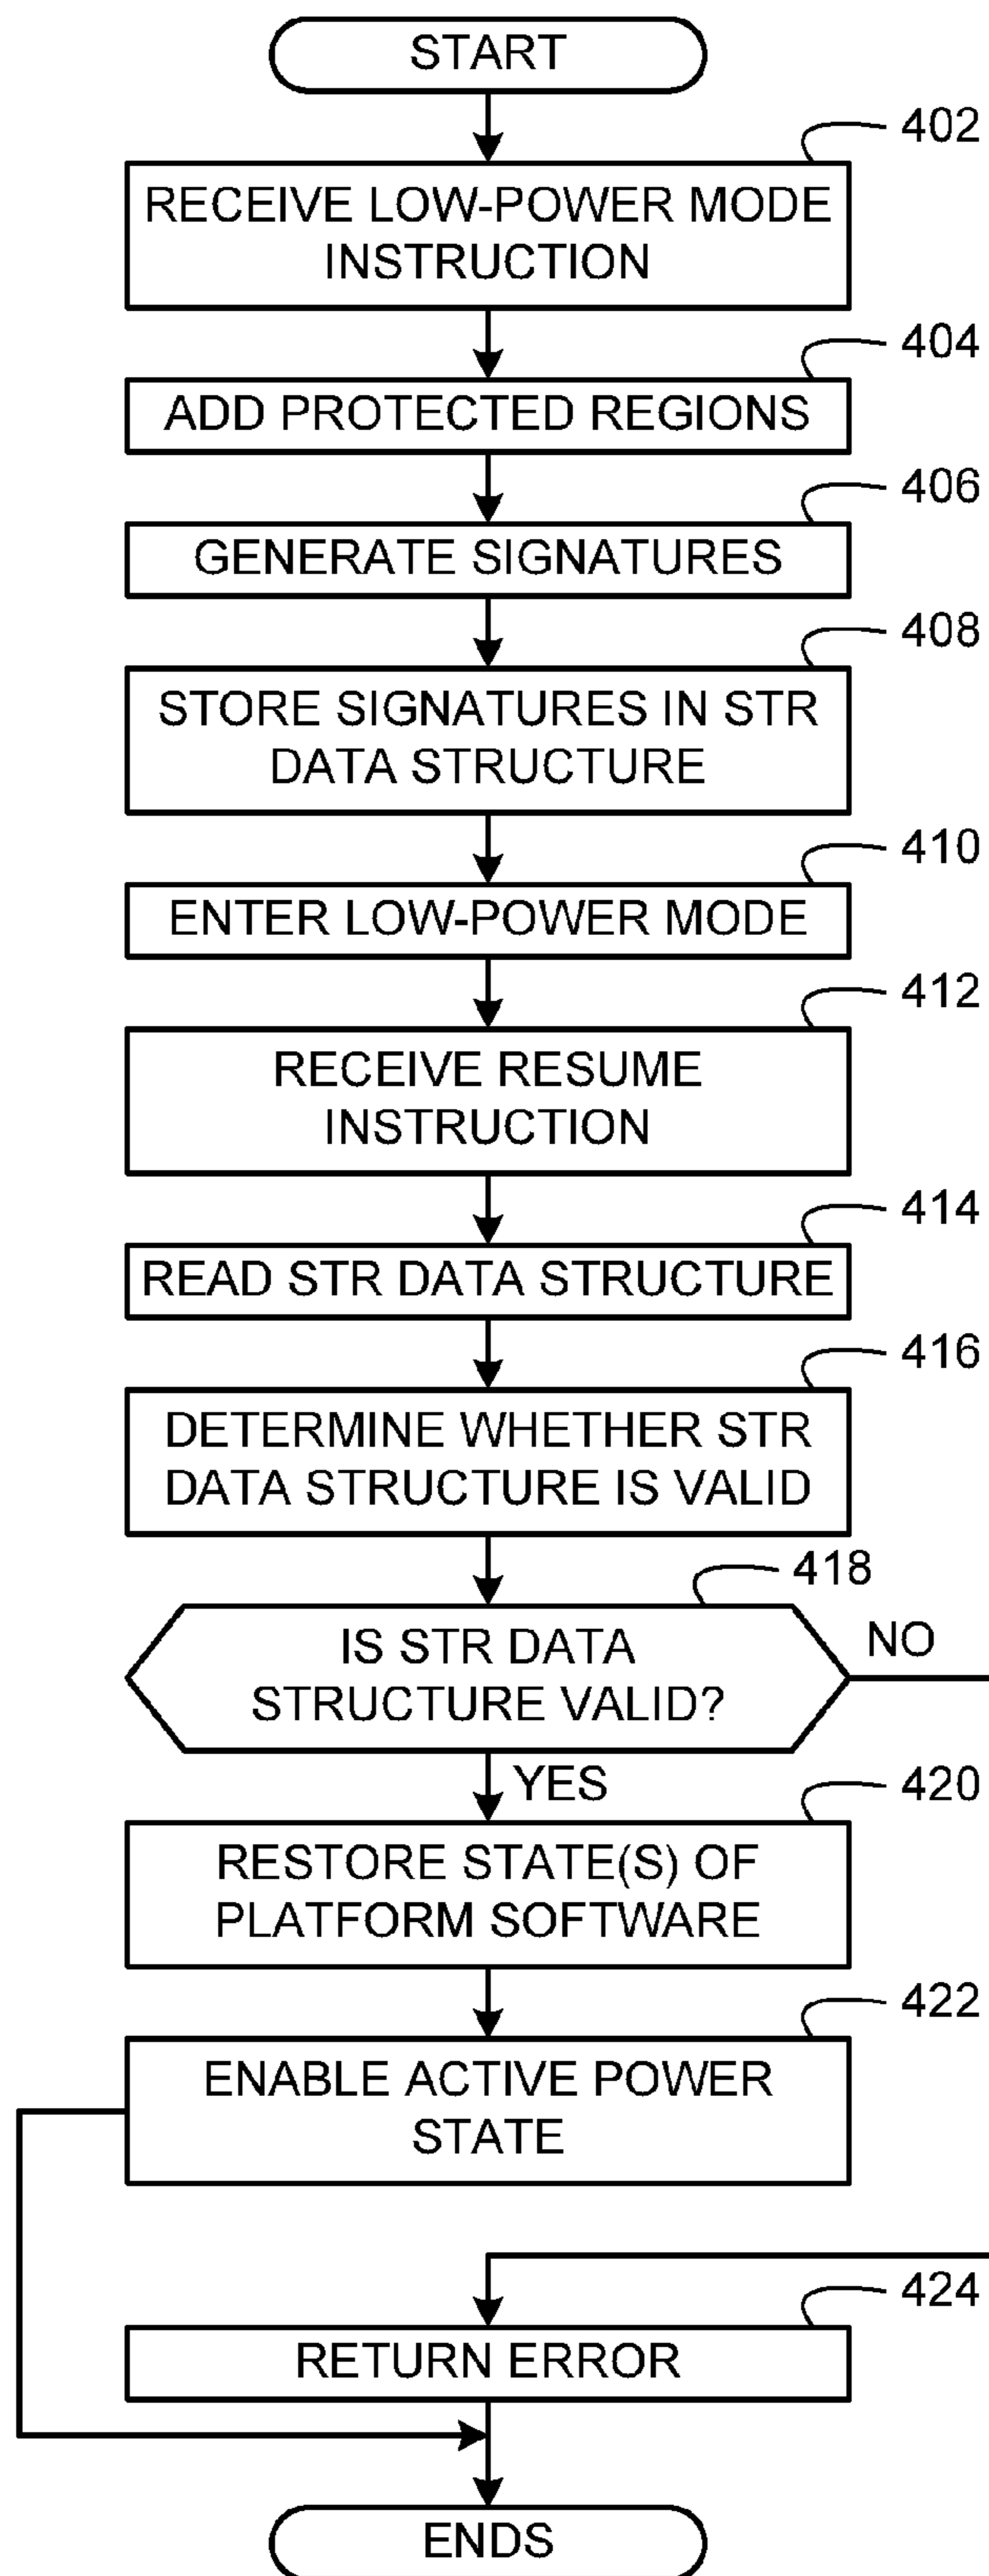 START
402
RECEIVE LOW-POWER MODE
INSTRUCTION
404
ADD PROTECTED REGIONS
406
GENERATE SIGNATURES
408
STORE SIGNATURES IN STR
DATA STRUCTURE
410
ENTER LOW-POWER MODE
412
RECEIVE RESUME
INSTRUCTION
414
READ STR DATA STRUCTURE
416
DETERMINE WHETHER STR
DATA STRUCTURE IS VALID
418
IS STR DATA
STRUCTURE VALID?
NO
YES
420
RESTORE STATE(S) OF
PLATFORM SOFTWARE
422
ENABLE ACTIVE POWER
STATE
424
RETURN ERROR
ENDS